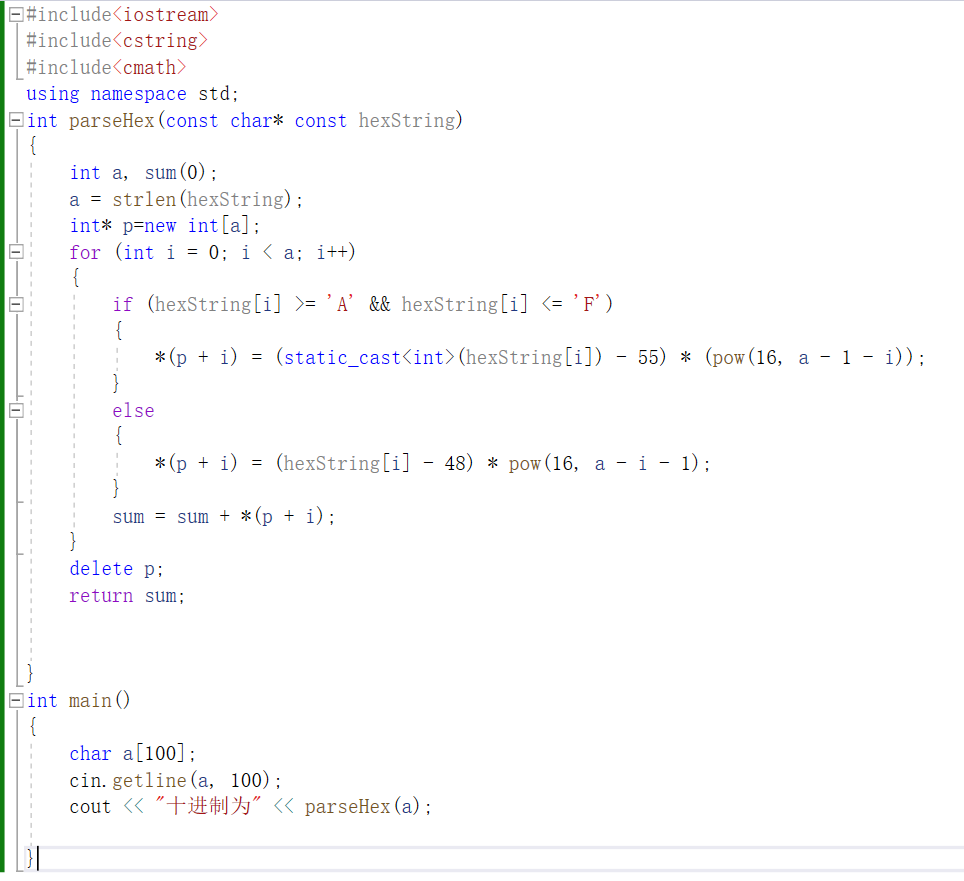 #include<iostream>
#include<cstring>
#include<cmath>
using namespace std;
int parseHex(const char* const hexString)
{
    int a, sum(0);
    a = strlen(hexString);
    int* p=new int[a];
    for (int i = 0; i < a; i++)
    {
        if (hexString[i] >= 'A' && hexString[i] <= 'F')
        {
            *(p + i) = (static_cast<int>(hexString[i]) - 55) * (pow(16, a - 1 - i));
        }
        else
        {
            *(p + i) = (hexString[i] - 48) * pow(16, a - i - 1);
        }
        sum = sum + *(p + i);
    }
    delete p;
    return sum;
}
int main()
{
    char a[100];
    cin.getline(a, 100);
    cout << "十进制为" << parseHex(a);
}